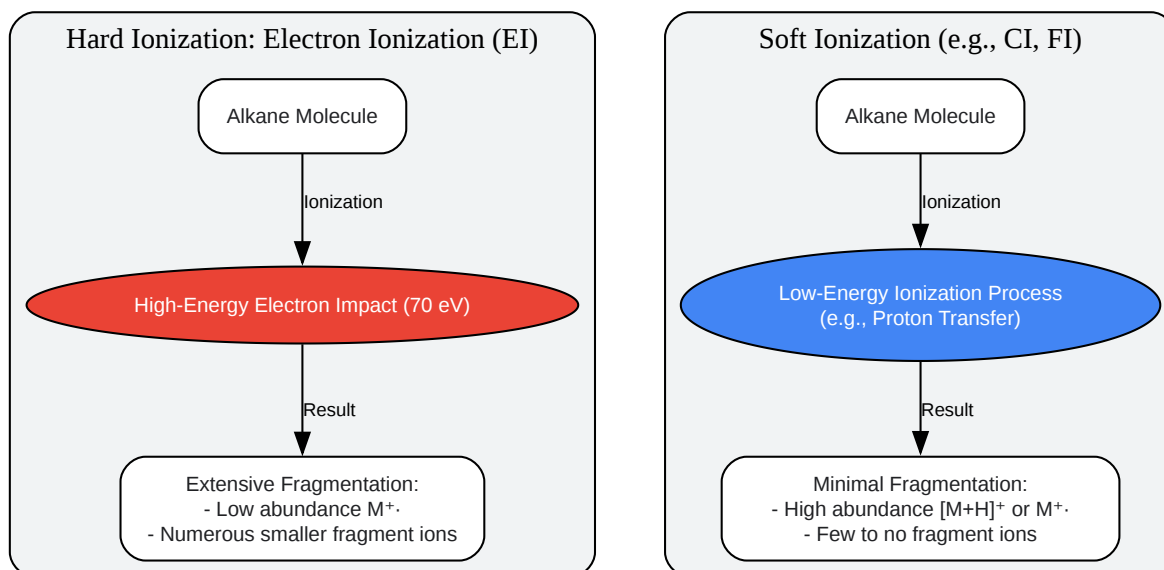 Hard Ionization: Electron Ionization (EI)
Alkane Molecule
Ionization
High-Energy Electron Impact (70 eV)
Result
Extensive Fragmentation:
- Low abundance M⁺·
- Numerous smaller fragment ions
Soft Ionization (e.g., CI, FI)
Alkane Molecule
Ionization
Low-Energy Ionization Process
(e.g., Proton Transfer)
Result
Minimal Fragmentation:
- High abundance [M+H]⁺ or M⁺·
- Few to no fragment ions